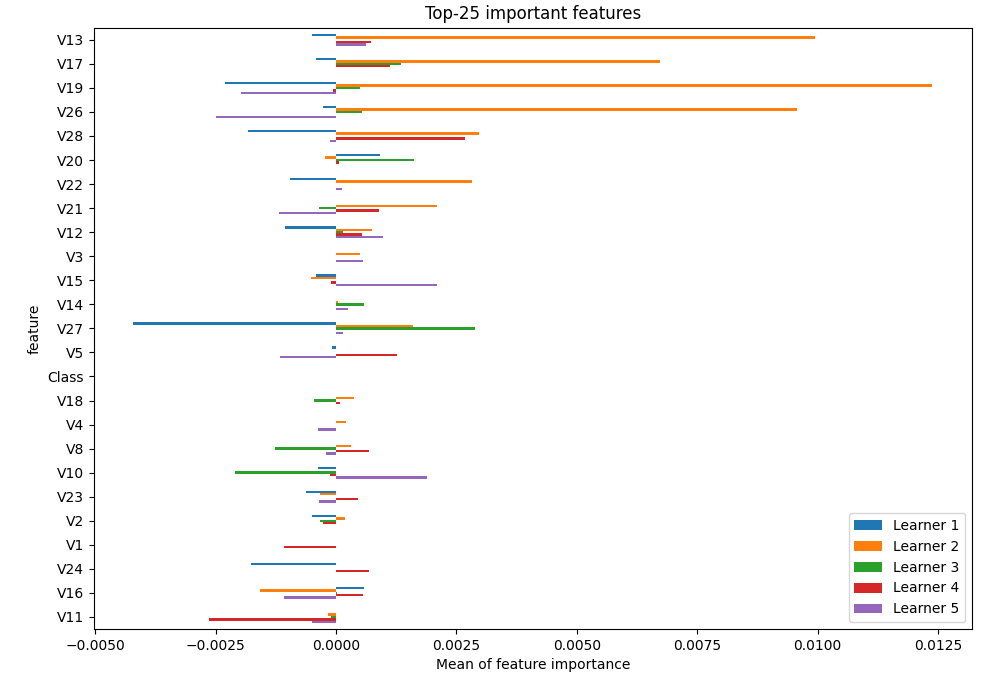 Top-25 important features
V13
V17
V19
V26
V28
V20
V22
V21
V12
V3
V15
V14
V27
V5
Class
V18
V4
V8
V10
V23
V2
V1
V24
V16
V11
feature
Learner 1
Learner 2
Learner 3
Learner 4
Learner 5
−0.0050 −0.0025 0.0000 0.0025 0.0050 0.0075 0.0100 0.0125
Mean of feature importance